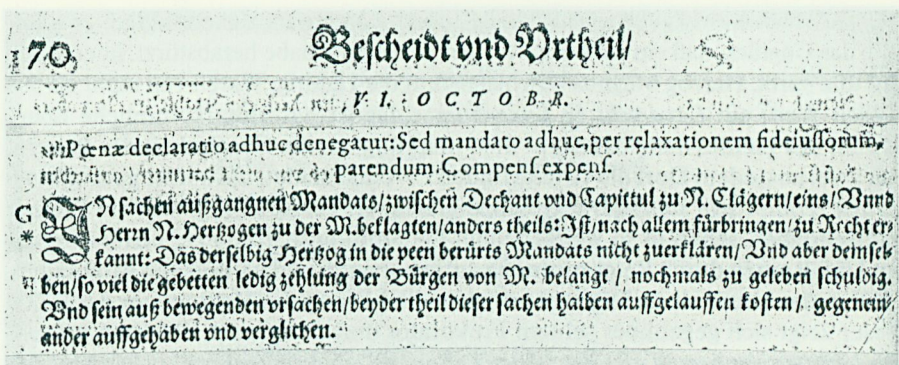 170 Bescheidt vnd Vrtheil/
VI. OCTOBR.
Pœnæ declaratio adhuc denegatur: Sed mandato adhuc, per relaxationem fideiussorum,
parendum. Compens. expens.
G IN sachen außgangnen Mandats/ zwischen Dechant vnd Capittul zu N. Clägern/ eins/ Vnnd
* Herrn N. Hertzogen zu der M. beklagten/ anders theils: Ist/ nach allem fürbringen/ zu Recht er-
kannt: Das derselbig Hertzog in die peen berürts Mandats nicht zuerklären/ Vnd aber demsel-
ben/ so viel die gebetten ledig zehlung der Bürgen von M. belangt/ nochmals zu geleben schuldig.
Vnd sein auß bewegenden vrsachen/ beyder theil dieser sachen halben auffgelauffen kosten/ gegenein-
ander auffgehaben vnd verglichen.